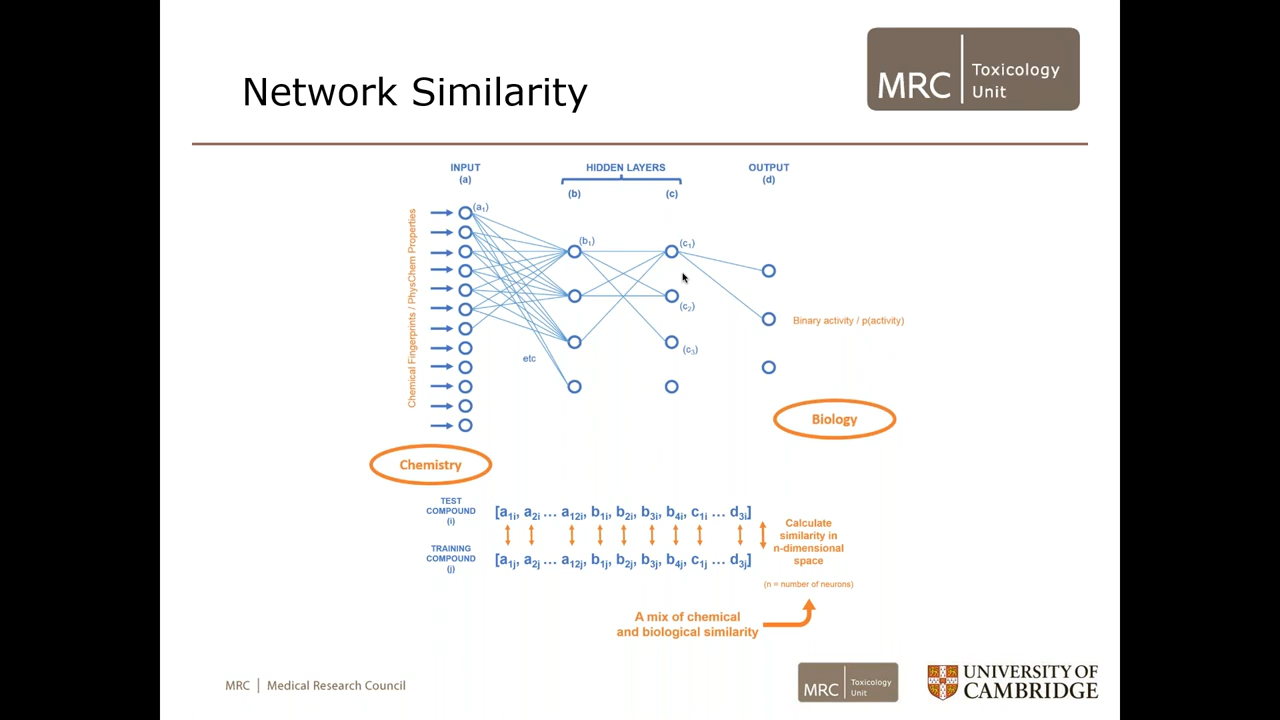 Network Similarity
MRC
Toxicology
Unit
INPUT
(a)
HIDDEN LAYERS
(b)
(c)
OUTPUT
(d)
Chemical Fingerprints / PhysChem Properties
(a1)
(b1)
(c1)
(c2)
(c3)
etc
Binary activity / p(activity)
Biology
Chemistry
TEST
COMPOUND
(i)
[a1i, a2i ... a12i, b1i, b2i, b3i, b4i, c1i ... d3i]
TRAINING
COMPOUND
(j)
[a1j, a2j ... a12j, b1j, b2j, b3j, b4j, c1j ... d3j]
Calculate
similarity in
n-dimensional
space
(n = number of neurons)
A mix of chemical
and biological similarity
MRC | Medical Research Council
MRC
Toxicology
Unit
UNIVERSITY OF
CAMBRIDGE